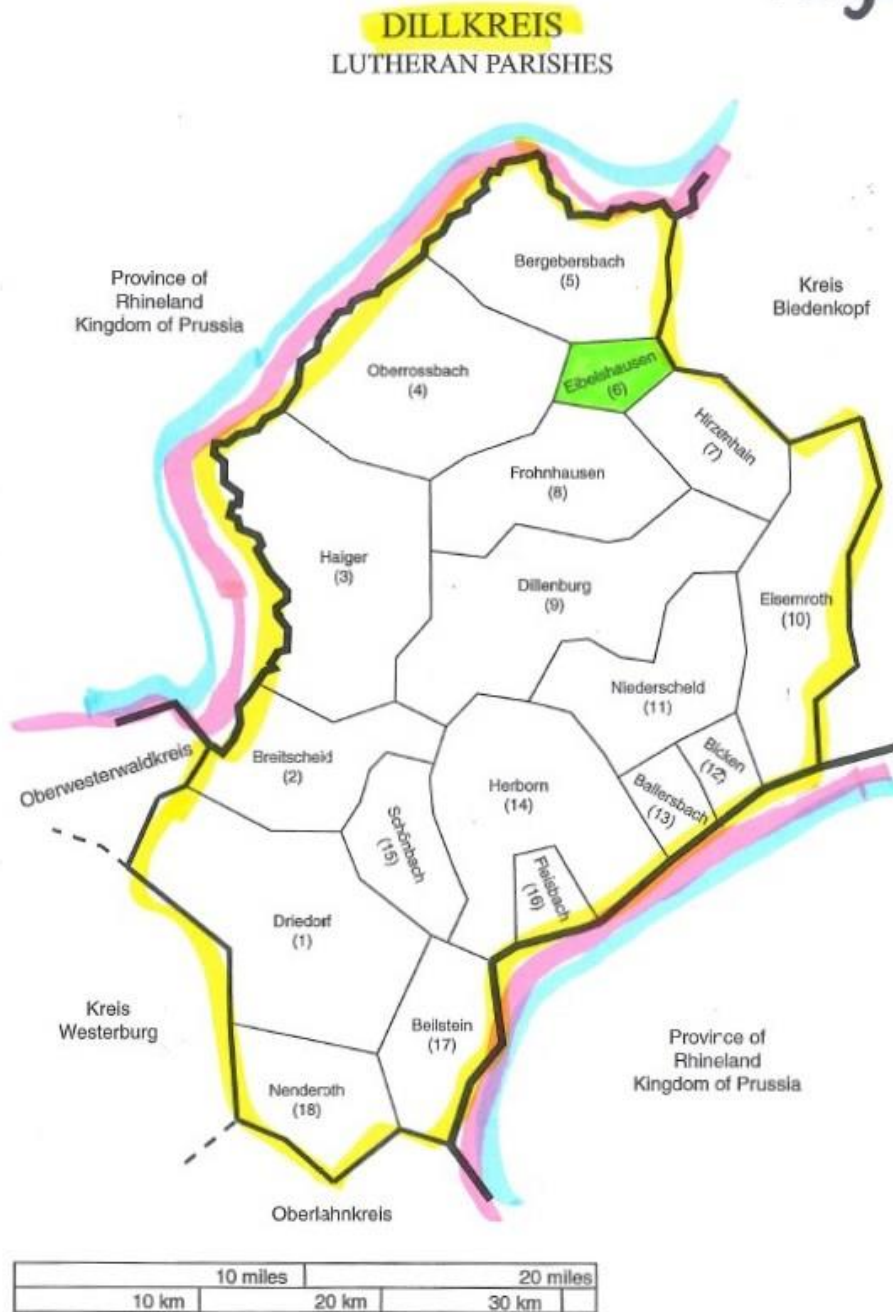 DILLKREIS
LUTHERAN PARISHES
Province of
Rhineland
Kingdom of Prussia
Bergebersbach
(5)
Kreis
Biedenkopf
Oberrossbach
(4)
Eibelshausen
(6)
Hirzenhain
(7)
Frohnhausen
(8)
Haiger
(3)
Dillenburg
(9)
Eisemroth
(10)
Niederscheld
(11)
Oberwesterwaldkreis
Breitscheid
(2)
Bicken
(12)
Ballersbach
(13)
Herborn
(14)
Schönbach
(15)
Fleisbach
(16)
Driedorf
(1)
Kreis
Westerburg
Beilstein
(17)
Province of
Rhineland
Kingdom of Prussia
Nenderoth
(18)
Oberlahnkreis
10 miles 20 miles
10 km 20 km 30 km